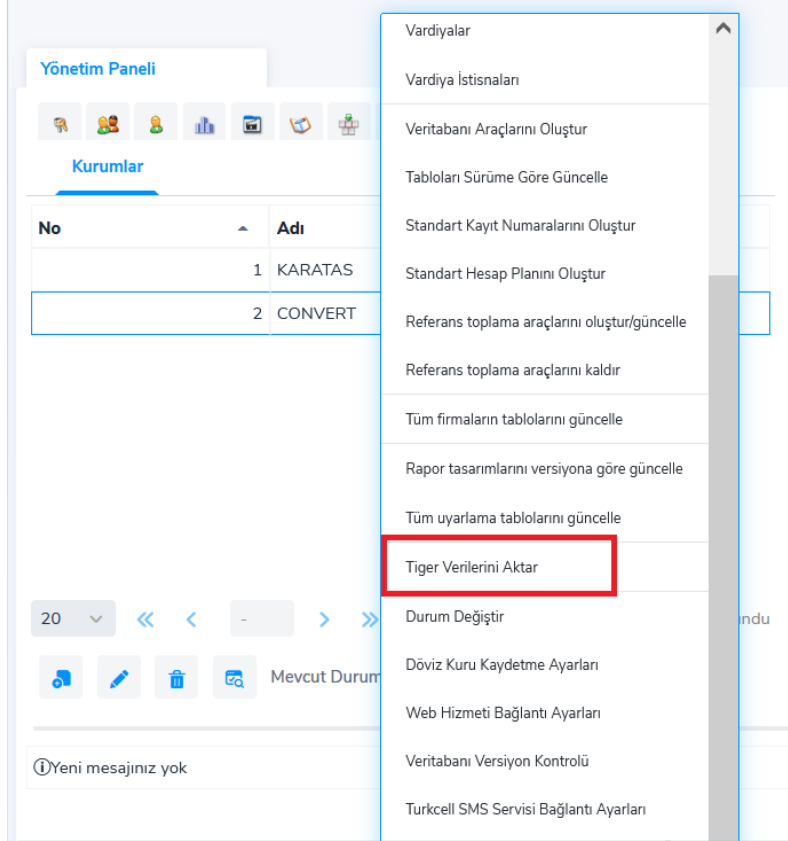 Yönetim Paneli
Kurumlar
No Adı
1 KARATAS
2 CONVERT
20 - ndu
Mevcut Durum
Yeni mesajınız yok
Vardiyalar
Vardiya İstisnaları
Veritabanı Araçlarını Oluştur
Tabloları Sürüme Göre Güncelle
Standart Kayıt Numaralarını Oluştur
Standart Hesap Planını Oluştur
Referans toplama araçlarını oluştur/güncelle
Referans toplama araçlarını kaldır
Tüm firmaların tablolarını güncelle
Rapor tasarımlarını versiyona göre güncelle
Tüm uyarlama tablolarını güncelle
Tiger Verilerini Aktar
Durum Değiştir
Döviz Kuru Kaydetme Ayarları
Web Hizmeti Bağlantı Ayarları
Veritabanı Versiyon Kontrolü
Turkcell SMS Servisi Bağlantı Ayarları